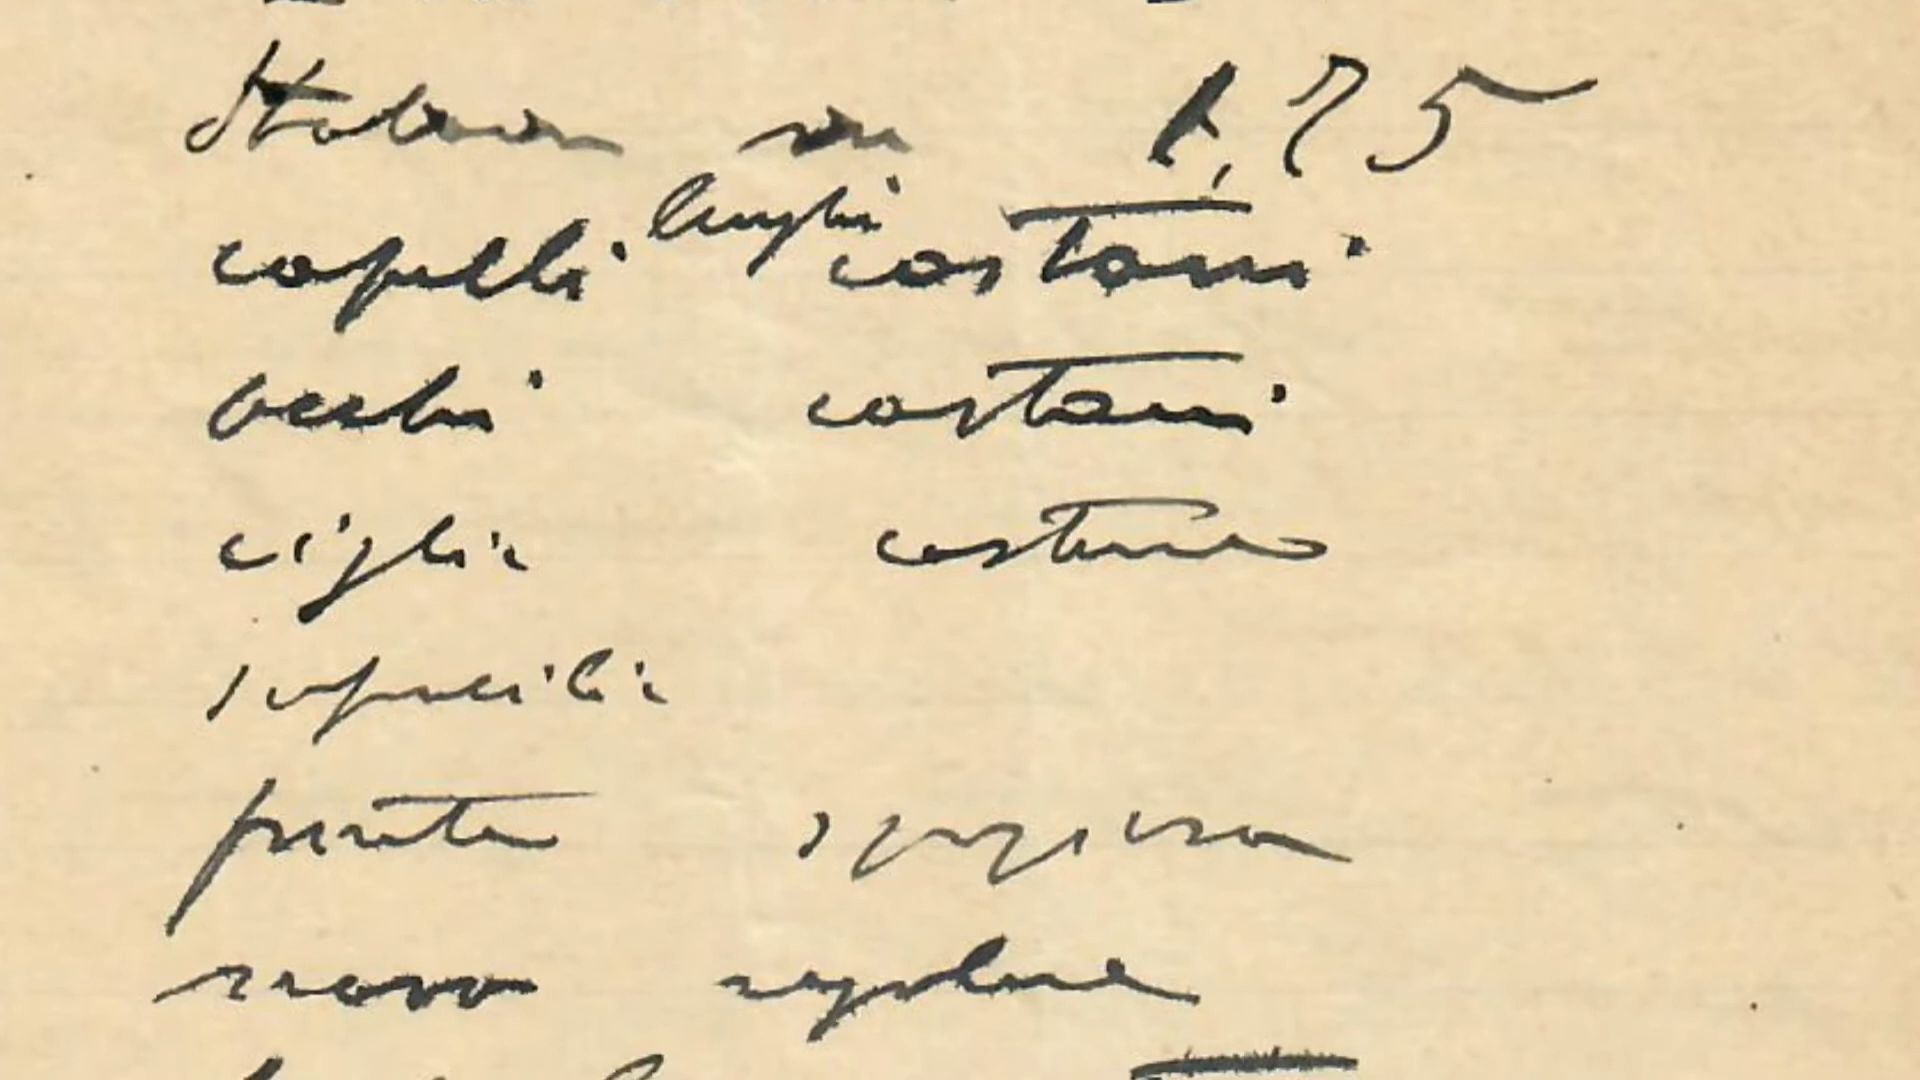 Statura m 1,75
capelli lunghi castani
occhi castani
ciglia castane
sopracciglia
fronte spaziosa
naso regolare